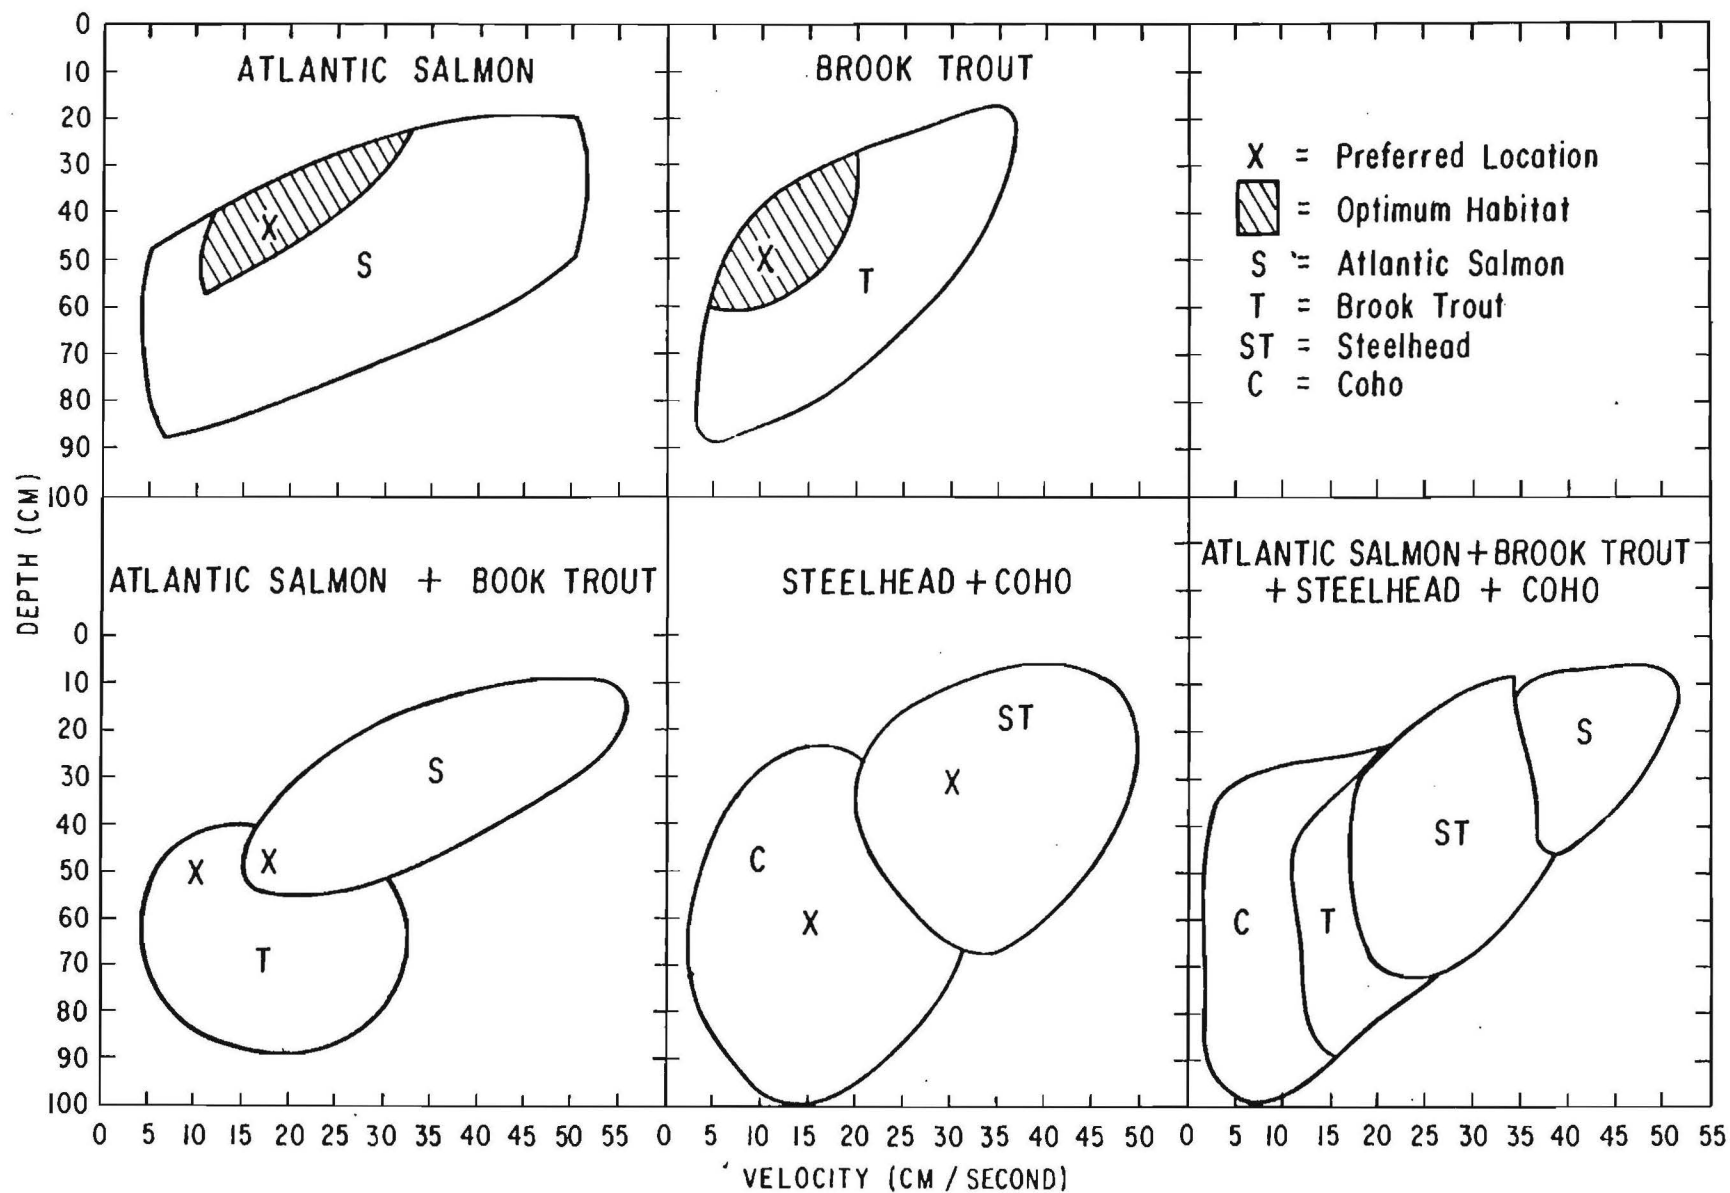 ATLANTIC SALMON
BROOK TROUT
0
10
20
30
40
50
60
70
80
90
100
X
S
X
T
X = Preferred Location
= Optimum Habitat
S = Atlantic Salmon
T = Brook Trout
ST = Steelhead
C = Coho
DEPTH (CM)
ATLANTIC SALMON + BOOK TROUT
STEELHEAD + COHO
ATLANTIC SALMON + BROOK TROUT
+ STEELHEAD + COHO
0
10
20
30
40
50
60
70
80
90
100
S
X
X
T
ST
X
C
X
S
ST
C
T
0 5 10 15 20 25 30 35 40 45 50 55
0 5 10 15 20 25 30 35 40 45 50
0 5 10 15 20 25 30 35 40 45 50 55
VELOCITY (CM / SECOND)